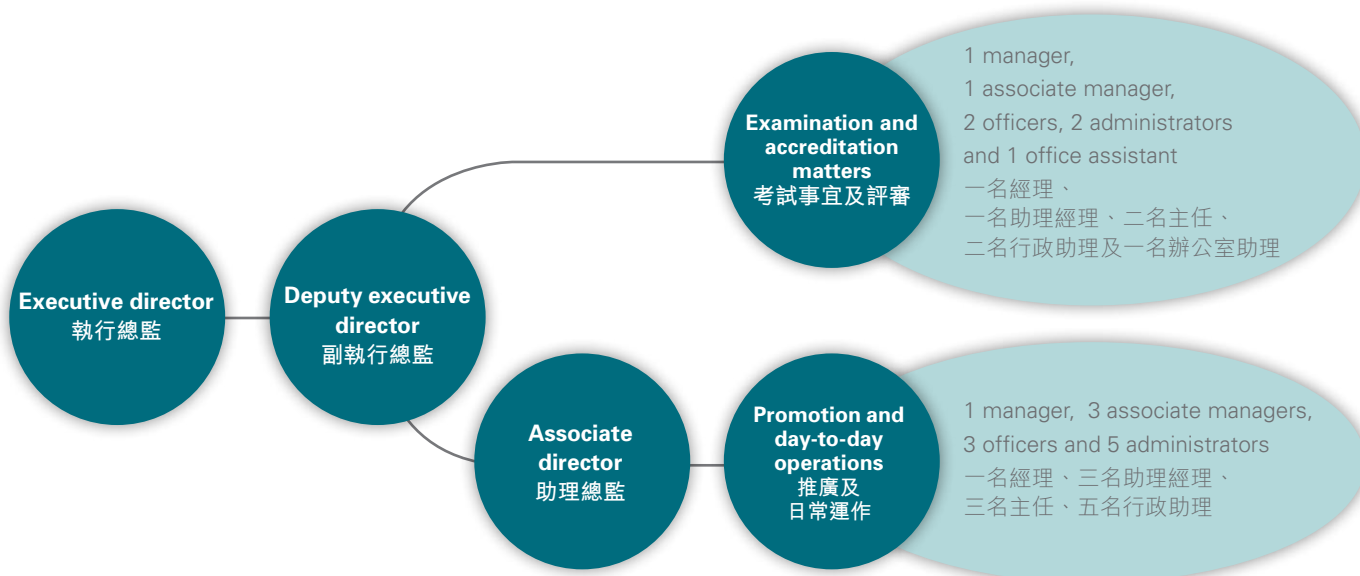 Executive director
執行總監
Deputy executive
director
副執行總監
Examination and
accreditation
matters
考試事宜及評審
1 manager,
1 associate manager,
2 officers, 2 administrators
and 1 office assistant
一名經理、
一名助理經理、二名主任、
二名行政助理及一名辦公室助理
Associate
director
助理總監
Promotion and
day-to-day
operations
推廣及
日常運作
1 manager, 3 associate managers,
3 officers and 5 administrators
一名經理、三名助理經理、
三名主任、五名行政助理